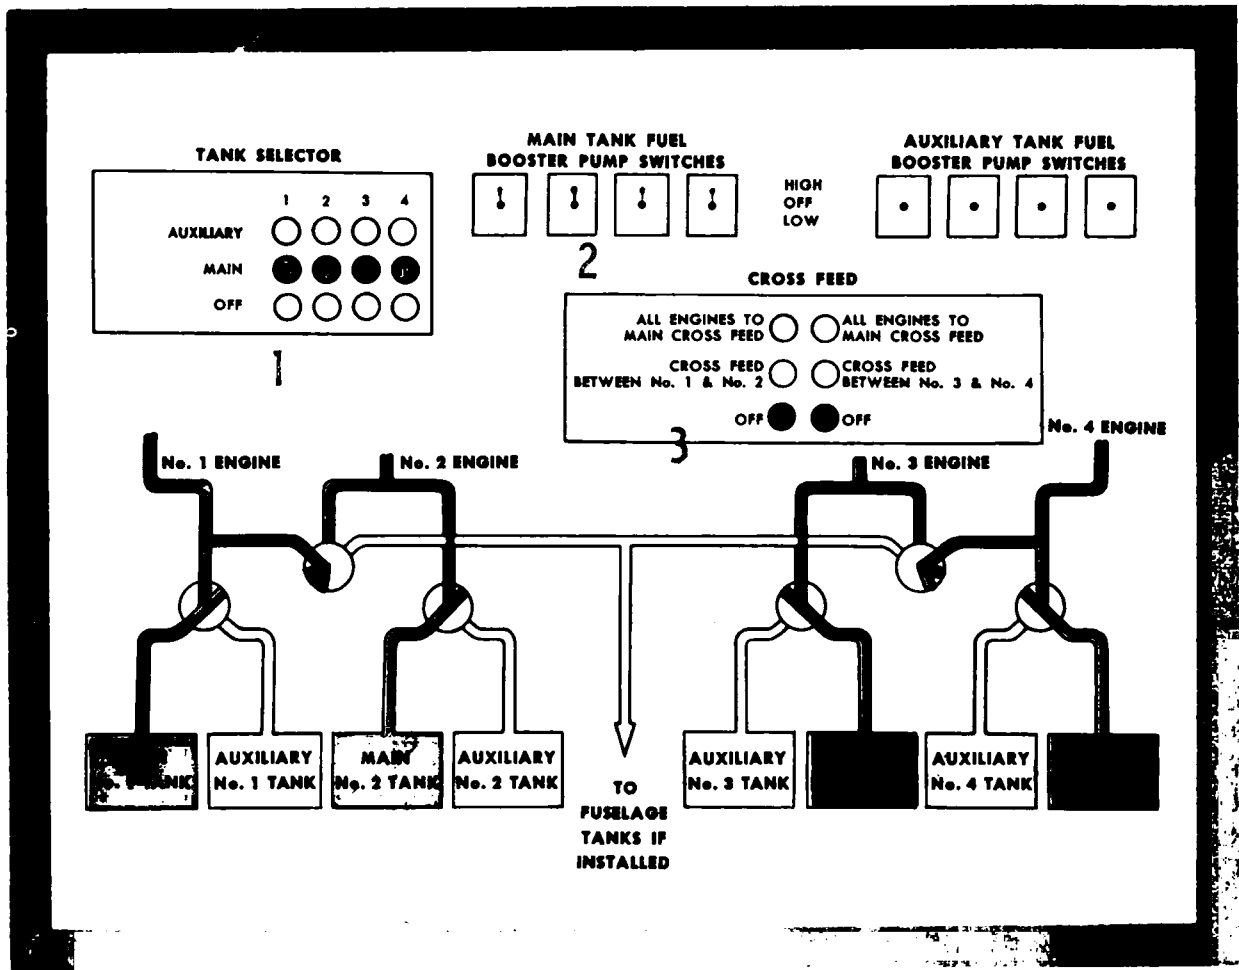 TANK SELECTOR
1 2 3 4
AUXILIARY
MAIN
OFF
1
MAIN TANK FUEL
BOOSTER PUMP SWITCHES
2
HIGH
OFF
LOW
AUXILIARY TANK FUEL
BOOSTER PUMP SWITCHES
CROSS FEED
ALL ENGINES TO
MAIN CROSS FEED
ALL ENGINES TO
MAIN CROSS FEED
CROSS FEED
BETWEEN No. 1 & No. 2
CROSS FEED
BETWEEN No. 3 & No. 4
OFF
OFF
3
No. 1 ENGINE
No. 2 ENGINE
No. 3 ENGINE
No. 4 ENGINE
TANK
AUXILIARY
No. 1 TANK
MAIN
No. 2 TANK
AUXILIARY
No. 2 TANK
TO
FUSELAGE
TANKS IF
INSTALLED
AUXILIARY
No. 3 TANK
AUXILIARY
No. 4 TANK